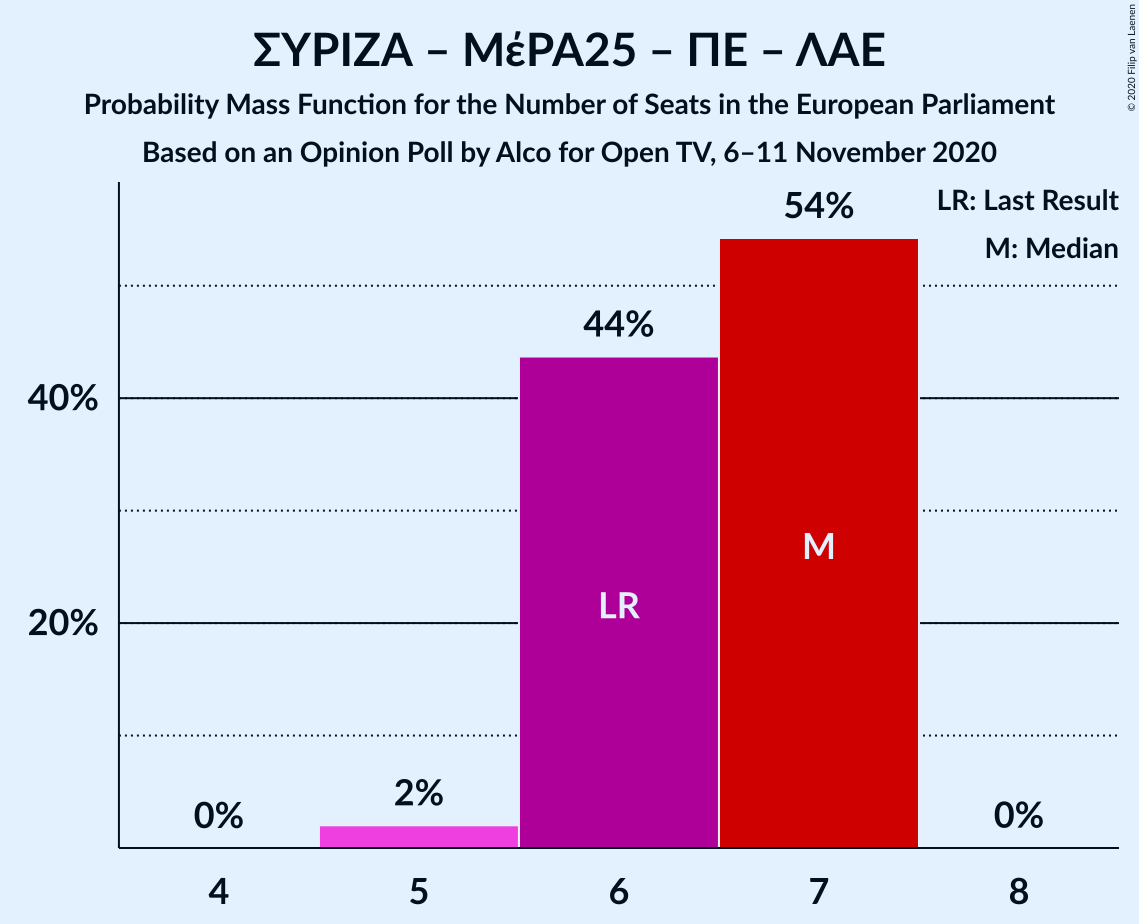 ΣΥΡΙΖΑ – ΜέΡΑ25 – ΠΕ – ΛΑΕ
Probability Mass Function for the Number of Seats in the European Parliament
Based on an Opinion Poll by Alco for Open TV, 6–11 November 2020
© 2020 Filip van Laenen
LR: Last Result
M: Median
54%
44%
40%
M
LR
20%
2%
0%
0%
4
5
6
7
8